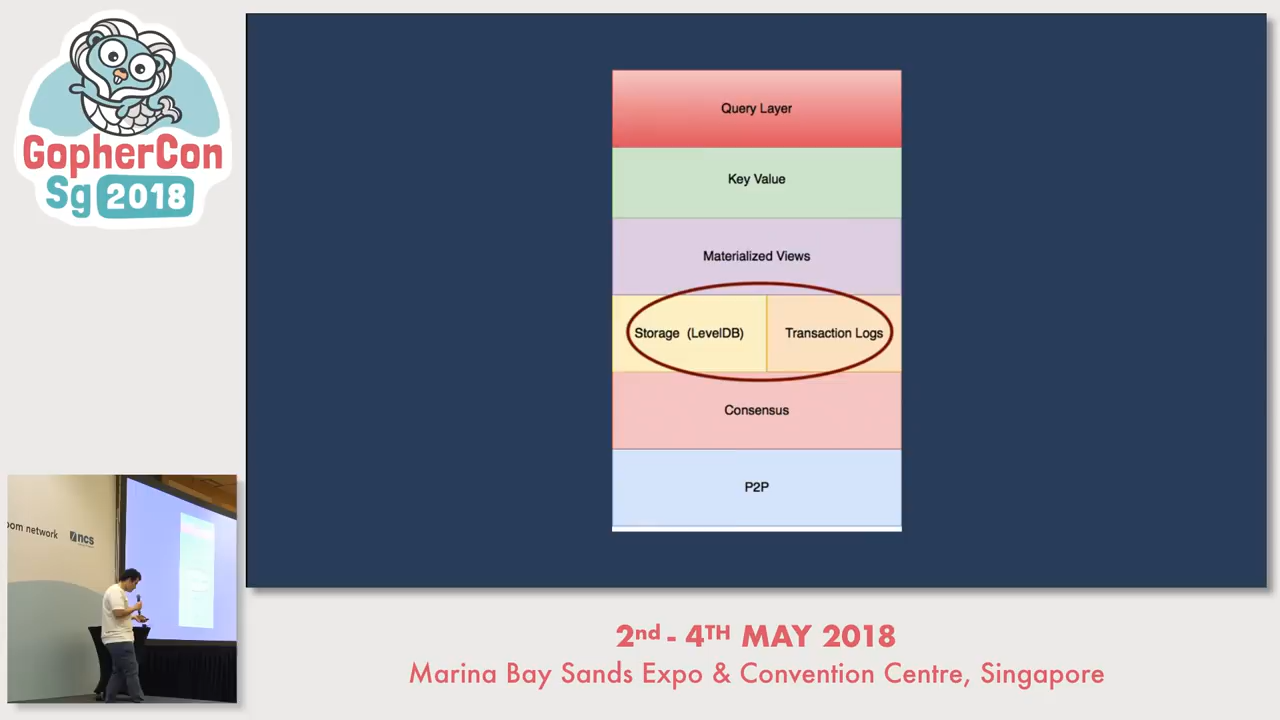 GopherCon
Sg 2018
Query Layer
Key Value
Materialized Views
Storage (LevelDB)
Transaction Logs
Consensus
P2P
oom network
ncs
2nd - 4TH MAY 2018
Marina Bay Sands Expo & Convention Centre, Singapore